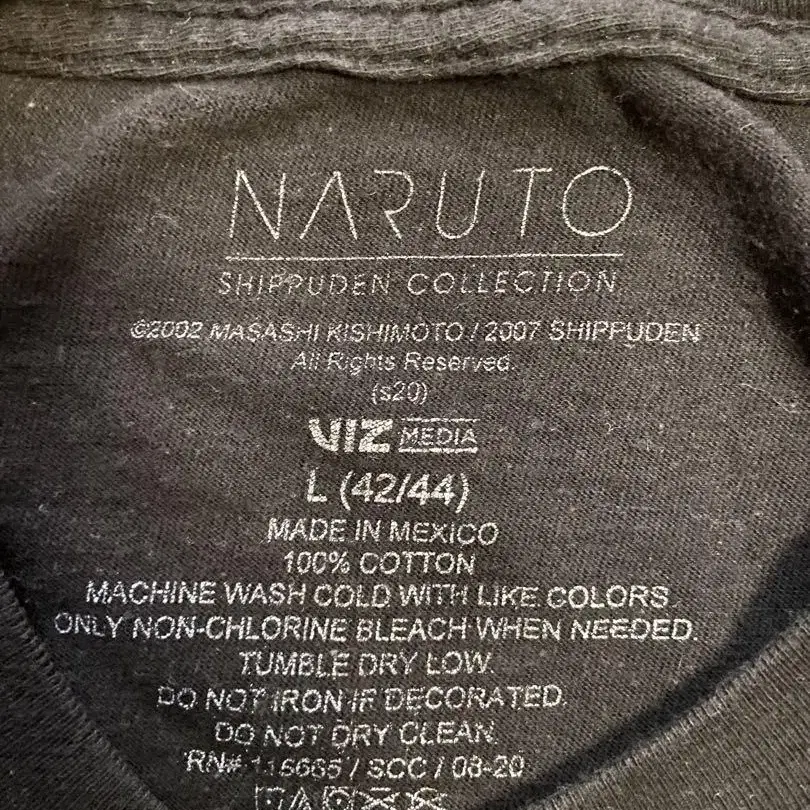 NARUTO
SHIPPUDEN COLLECTION
©2002 MASASHI KISHIMOTO / 2007 SHIPPUDEN
All Rights Reserved.
(s20)
VIZ MEDIA
L (42/44)
MADE IN MEXICO
100% COTTON
MACHINE WASH COLD WITH LIKE COLORS.
ONLY NON-CHLORINE BLEACH WHEN NEEDED.
TUMBLE DRY LOW.
DO NOT IRON IF DECORATED.
DO NOT DRY CLEAN.
RN# 115665 / SCC / 08-20